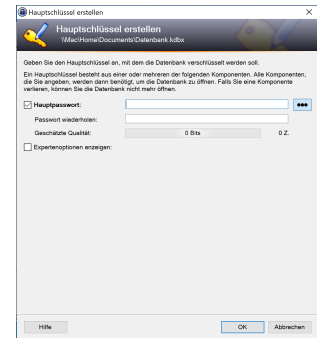 Hauptschlüssel erstellen
Hauptschlüssel erstellen
\\Mac\Home\Documents\Datenbank.kdbx
Geben Sie den Hauptschlüssel an, mit dem die Datenbank verschlüsselt werden soll.
Ein Hauptschlüssel besteht aus einer oder mehreren der folgenden Komponenten. Alle Komponenten,
die Sie angeben, werden dann benötigt, um die Datenbank zu öffnen. Falls Sie eine Komponente
verlieren, können Sie die Datenbank nicht mehr öffnen.
Hauptpasswort:
Passwort wiederholen:
Geschätzte Qualität: 0 Bits 0 Z.
Expertenoptionen anzeigen:
Hilfe OK Abbrechen